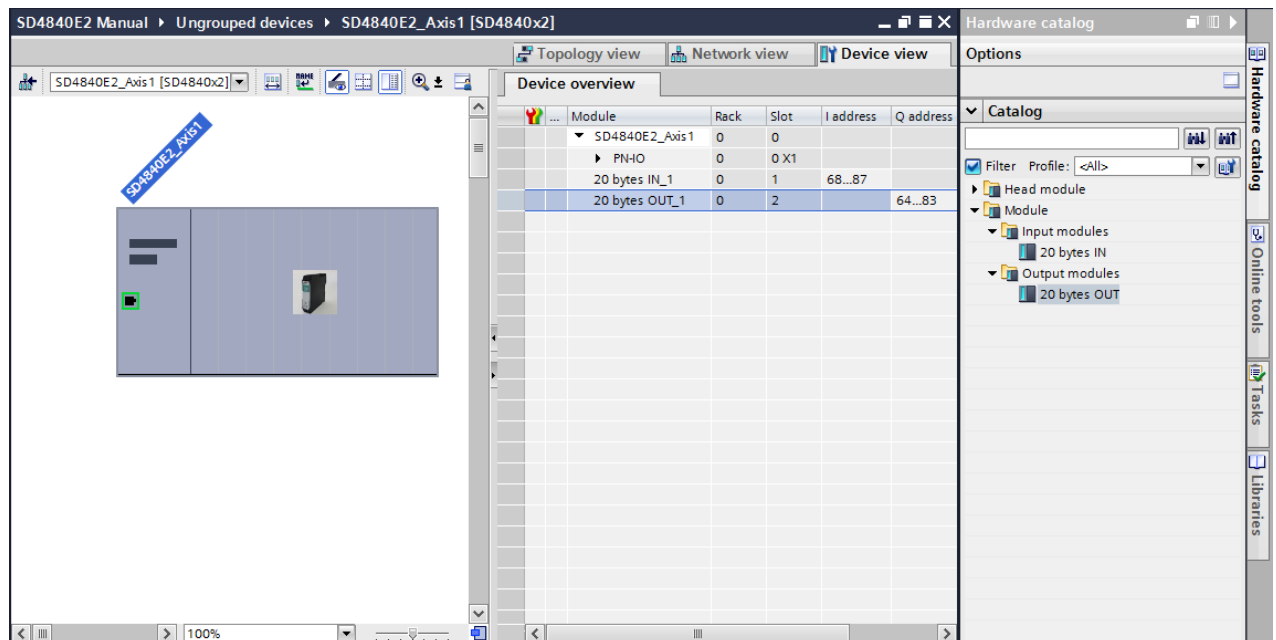 SD4840E2 Manual ▸ Ungrouped devices ▸ SD4840E2_Axis1 [SD4840x2]
Topology view Network view Device view
SD4840E2_Axis1 [SD4840x2]
SD4840E2_Axis1
100%
Device overview
... Module Rack Slot I address Q address
SD4840E2_Axis1 0 0
PN-IO 0 0 X1
20 bytes IN_1 0 1 68...87
20 bytes OUT_1 0 2 64...83
Hardware catalog
Options
Catalog
Filter Profile: <All>
Head module
Module
Input modules
20 bytes IN
Output modules
20 bytes OUT
Hardware catalog
Online tools
Tasks
Libraries